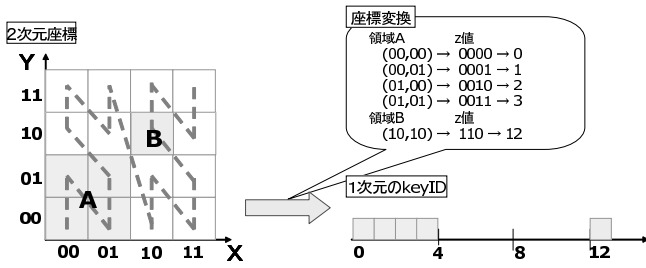 2次元座標
Y
11
10
01
00
B
A
00 01 10 11 X
座標変換
領域A z値
(00,00) → 0000 → 0
(00,01) → 0001 → 1
(01,00) → 0010 → 2
(01,01) → 0011 → 3
領域B z値
(10,10) → 110 → 12
1次元のkeyID
0 4 8 12